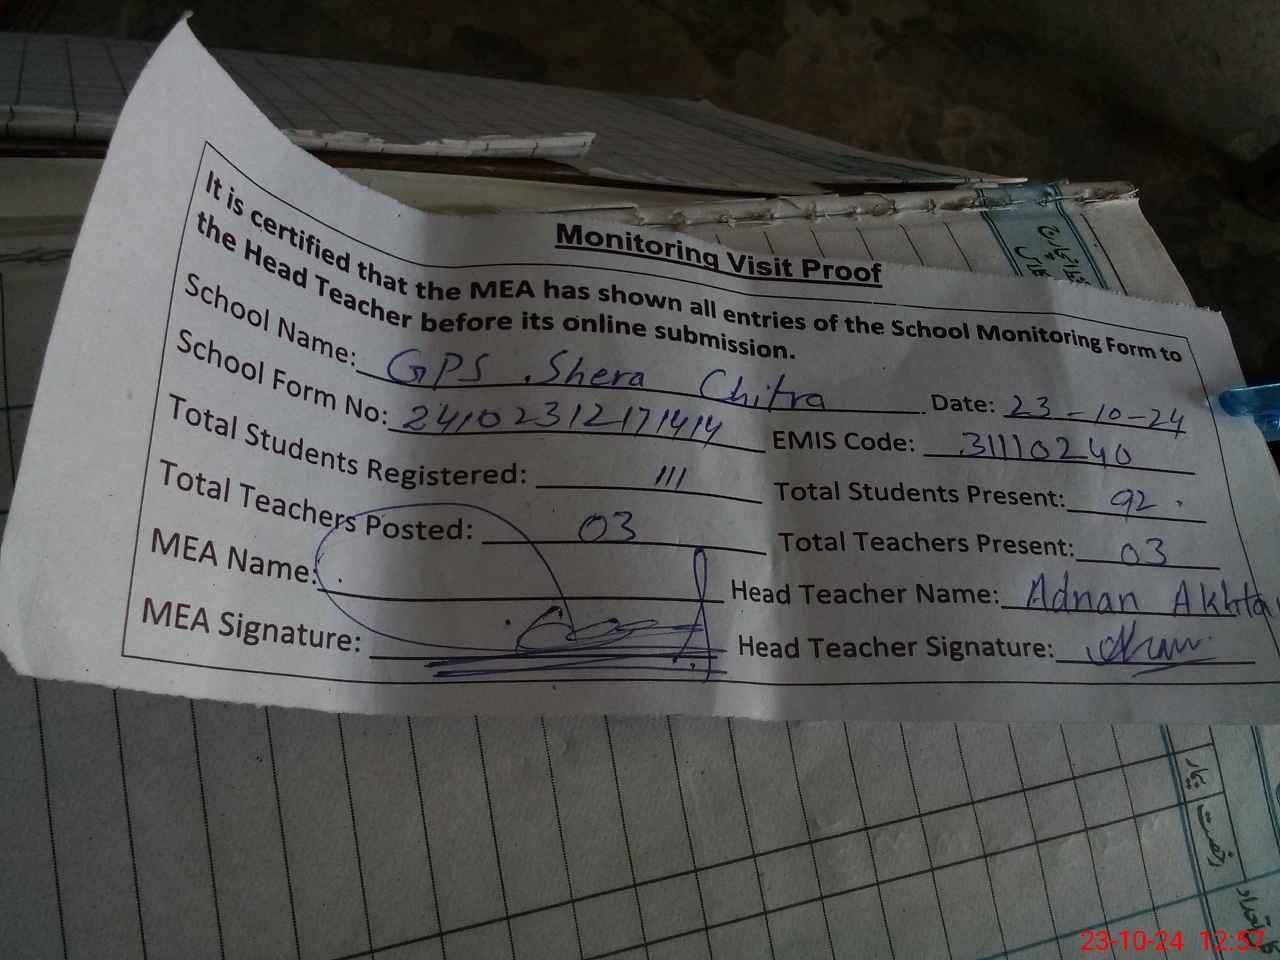 Monitoring Visit Proof
It is certified that the MEA has shown all entries of the School Monitoring Form to
the Head Teacher before its online submission.
School Name: GPS Shera Chitra Date: 23-10-24
School Form No: 24102312171414 EMIS Code: 31110240
Total Students Registered: 111 Total Students Present: 92
Total Teachers Posted: 03 Total Teachers Present: 03
MEA Name: Head Teacher Name: Adnan Akhta
MEA Signature: Head Teacher Signature:
رخصت اتفاقیہ
23-10-24 12:57